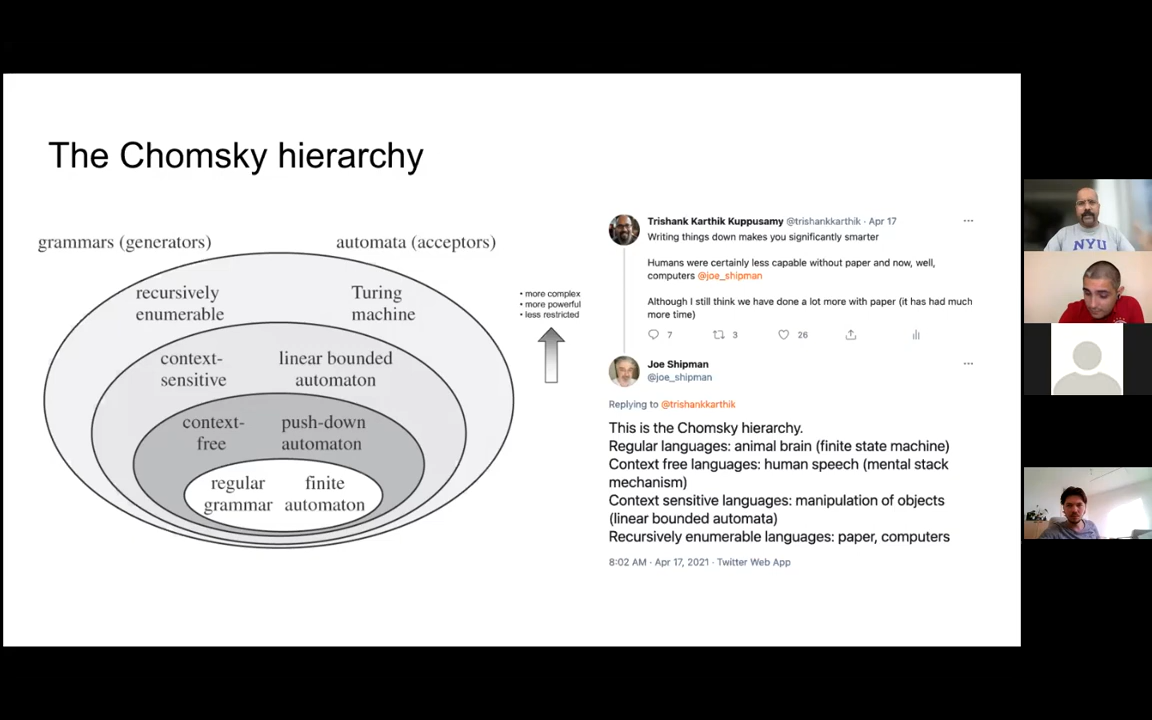 The Chomsky hierarchy
grammars (generators)
automata (acceptors)
recursively
enumerable
Turing
machine
context-
sensitive
linear bounded
automaton
context-
free
push-down
automaton
regular
grammar
finite
automaton
• more complex
• more powerful
• less restricted
Trishank Karthik Kuppusamy @trishankkarthik · Apr 17
Writing things down makes you significantly smarter
Humans were certainly less capable without paper and now, well,
computers @joe_shipman
Although I still think we have done a lot more with paper (it has had much
more time)
7 3 26
Joe Shipman
@joe_shipman
Replying to @trishankkarthik
This is the Chomsky hierarchy.
Regular languages: animal brain (finite state machine)
Context free languages: human speech (mental stack
mechanism)
Context sensitive languages: manipulation of objects
(linear bounded automata)
Recursively enumerable languages: paper, computers
8:02 AM · Apr 17, 2021 · Twitter Web App
NYU